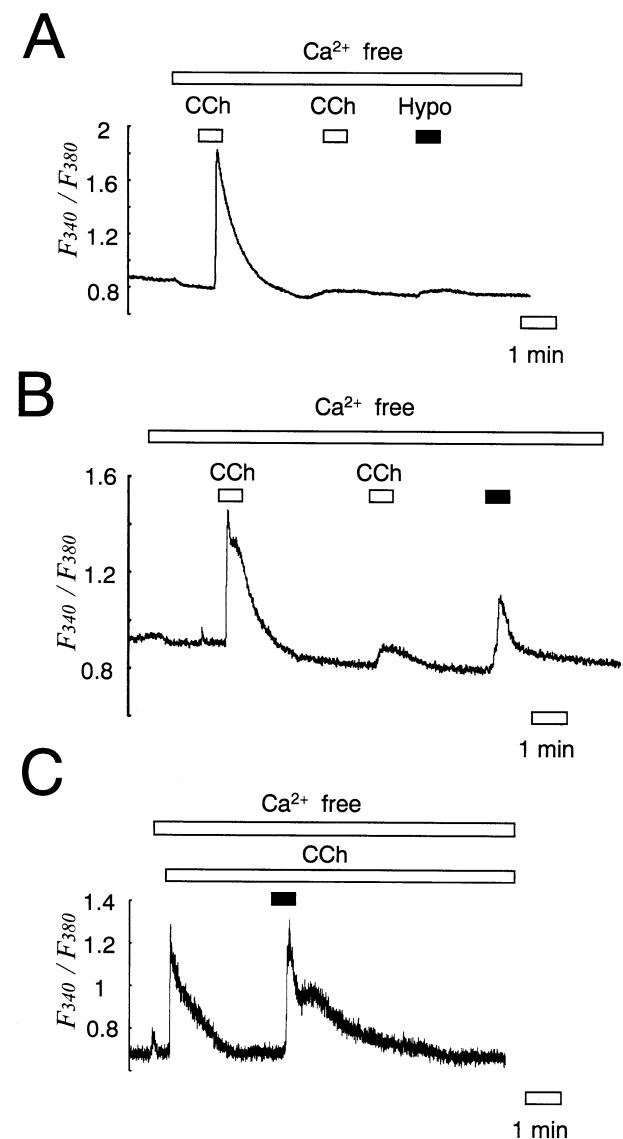 A
Ca²⁺ free
CCh CCh Hypo
2
1.6
1.2
0.8
F340 / F380
1 min
B
Ca²⁺ free
CCh CCh
1.6
1.2
0.8
F340 / F380
1 min
C
Ca²⁺ free
CCh
1.4
1.2
1
0.8
F340 / F380
1 min